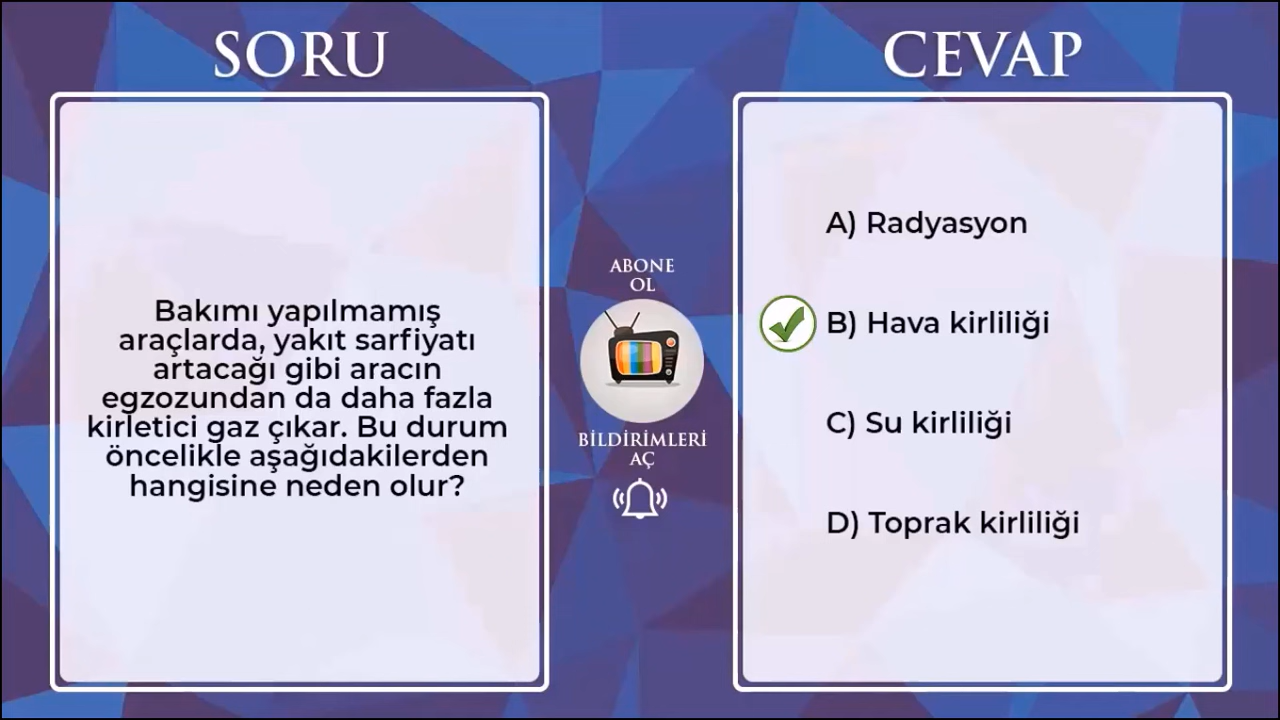 SORU
Bakımı yapılmamış
araçlarda, yakıt sarfiyatı
artacağı gibi aracın
egzozundan da daha fazla
kirletici gaz çıkar. Bu durum
öncelikle aşağıdakilerden
hangisine neden olur?
ABONE
OL
BİLDİRİMLERİ
AÇ
CEVAP
A) Radyasyon
B) Hava kirliliği
C) Su kirliliği
D) Toprak kirliliği